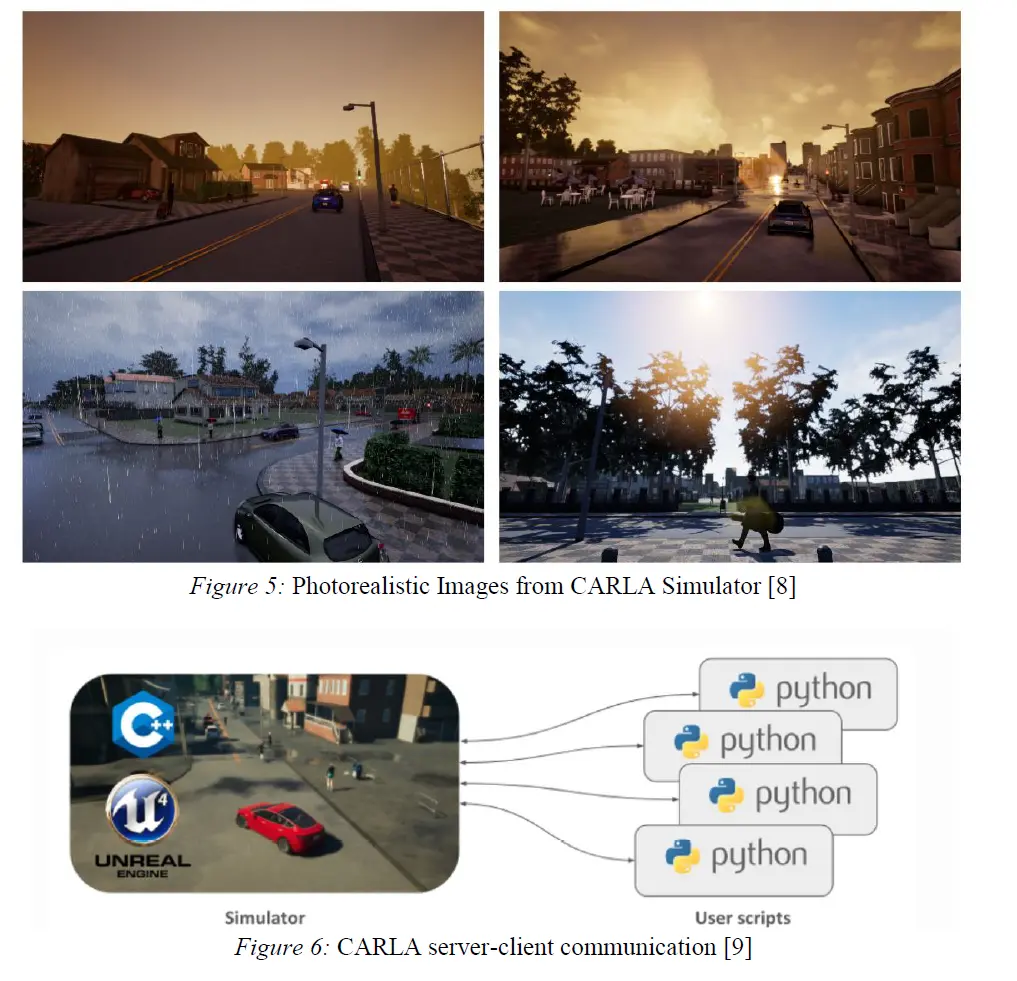 Figure 5: Photorealistic Images from CARLA Simulator [8]
C++
U4
UNREAL
ENGINE
python
python
python
python
Simulator
User scripts
Figure 6: CARLA server-client communication [9]